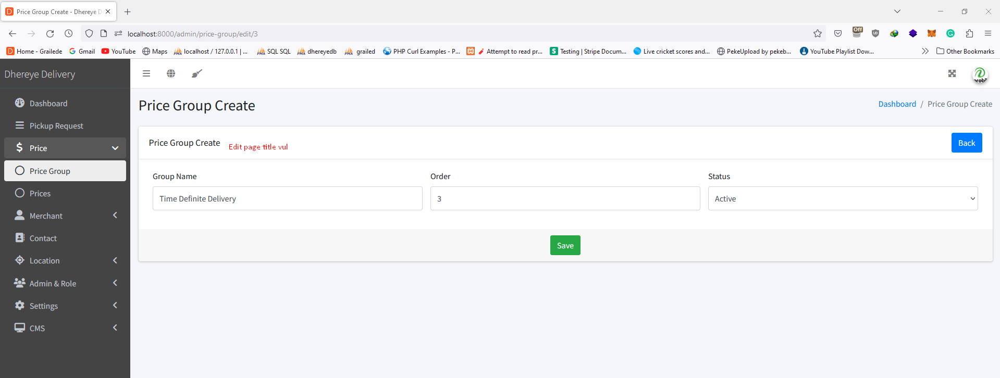 Price Group Create - Dhereye D
localhost:8000/admin/price-group/edit/3
Off
Home - Grailede
Gmail
YouTube
Maps
localhost / 127.0.0.1 | ...
SQL SQL
dhereyedb
grailed
PHP Curl Examples - P...
Attempt to read pr...
Testing | Stripe Docum...
Live cricket scores and...
PekeUpload by pekeb...
YouTube Playlist Dow...
Other Bookmarks
Dhereye Delivery
Dashboard
Pickup Request
Price
Price Group
Prices
Merchant
Contact
Location
Admin & Role
Settings
CMS
Price Group Create
Dashboard / Price Group Create
Price Group Create
Edit page title vul
Back
Group Name
Order
Status
Time Definite Delivery
3
Active
Save